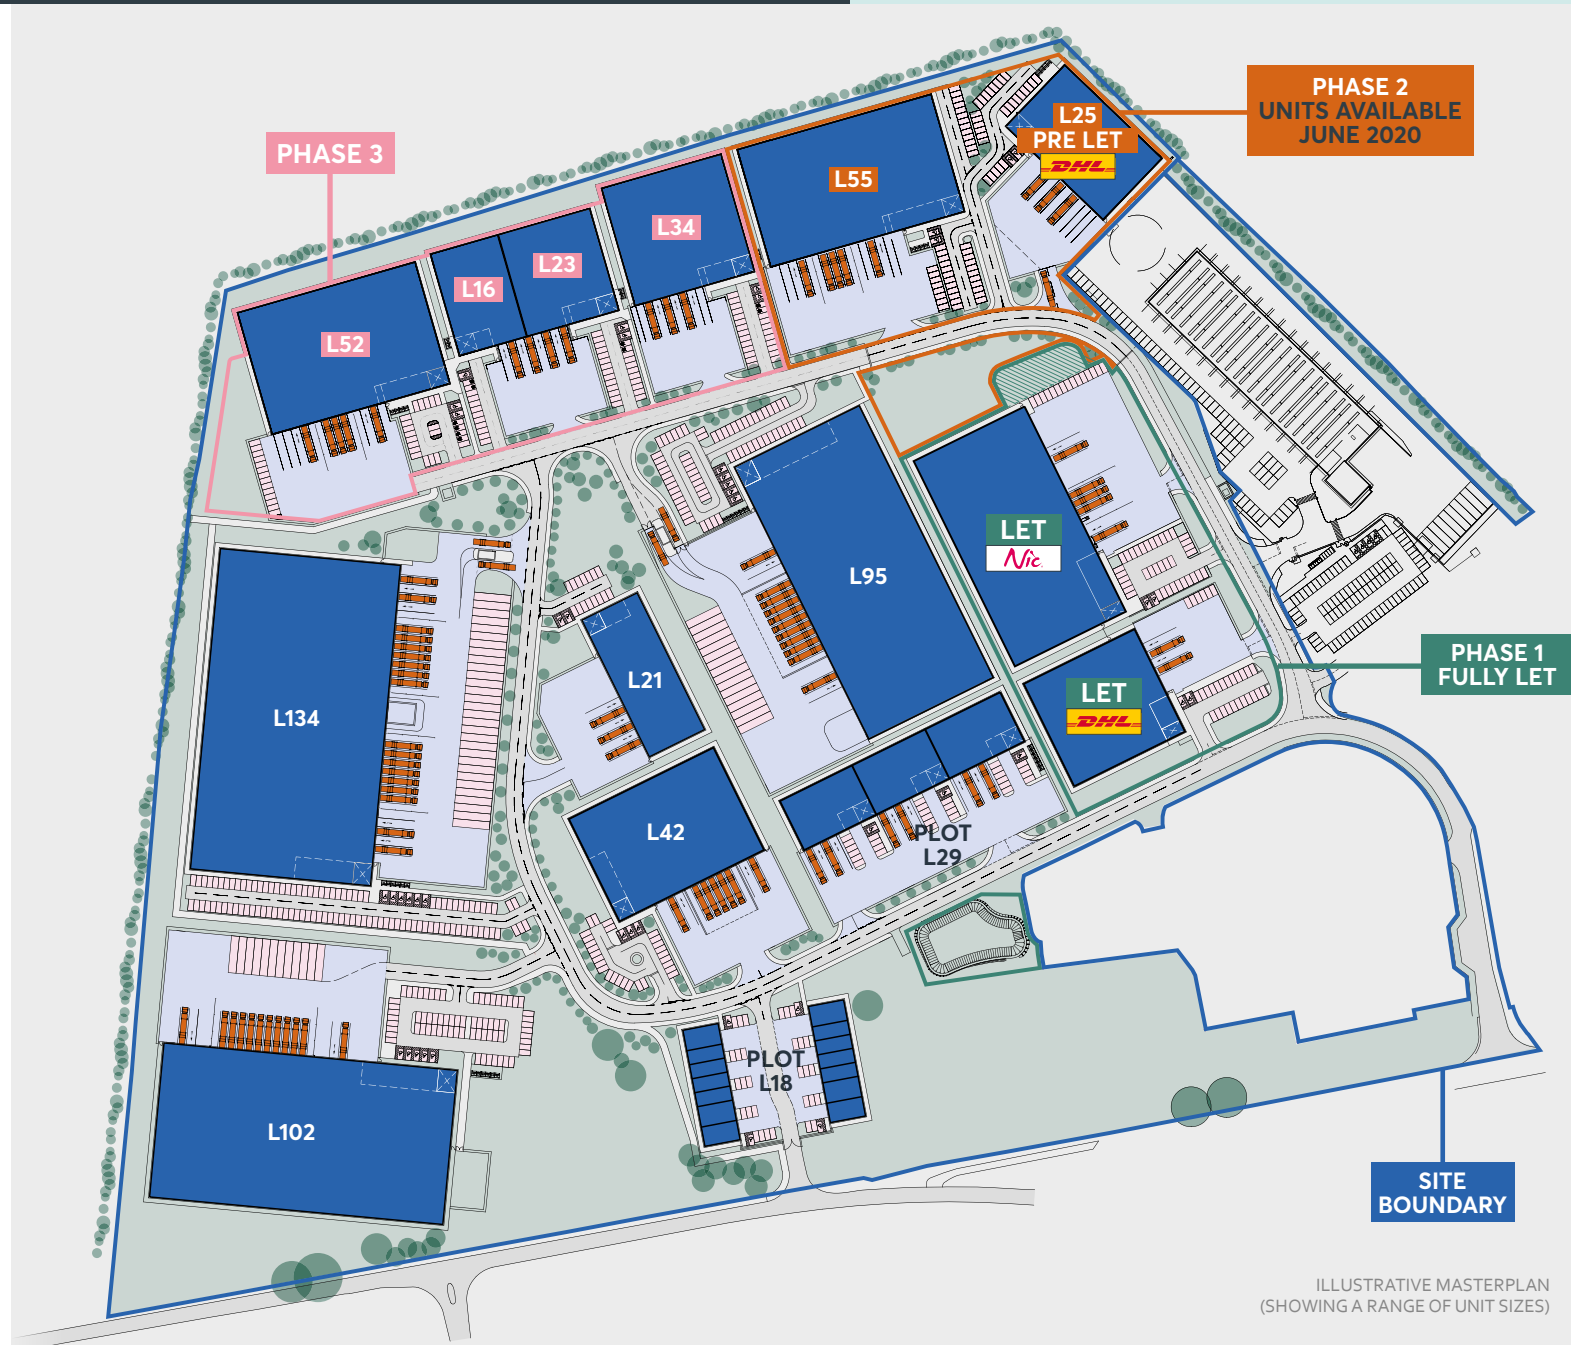 PHASE 2
UNITS AVAILABLE
JUNE 2020
L25
PRE LET
DHL
PHASE 3
L55
L34
L23
L16
L52
LET
Nic.
L95
PHASE 1
FULLY LET
L21
LET
DHL
L134
L42
PLOT
L29
PLOT
L18
L102
SITE
BOUNDARY
ILLUSTRATIVE MASTERPLAN
(SHOWING A RANGE OF UNIT SIZES)